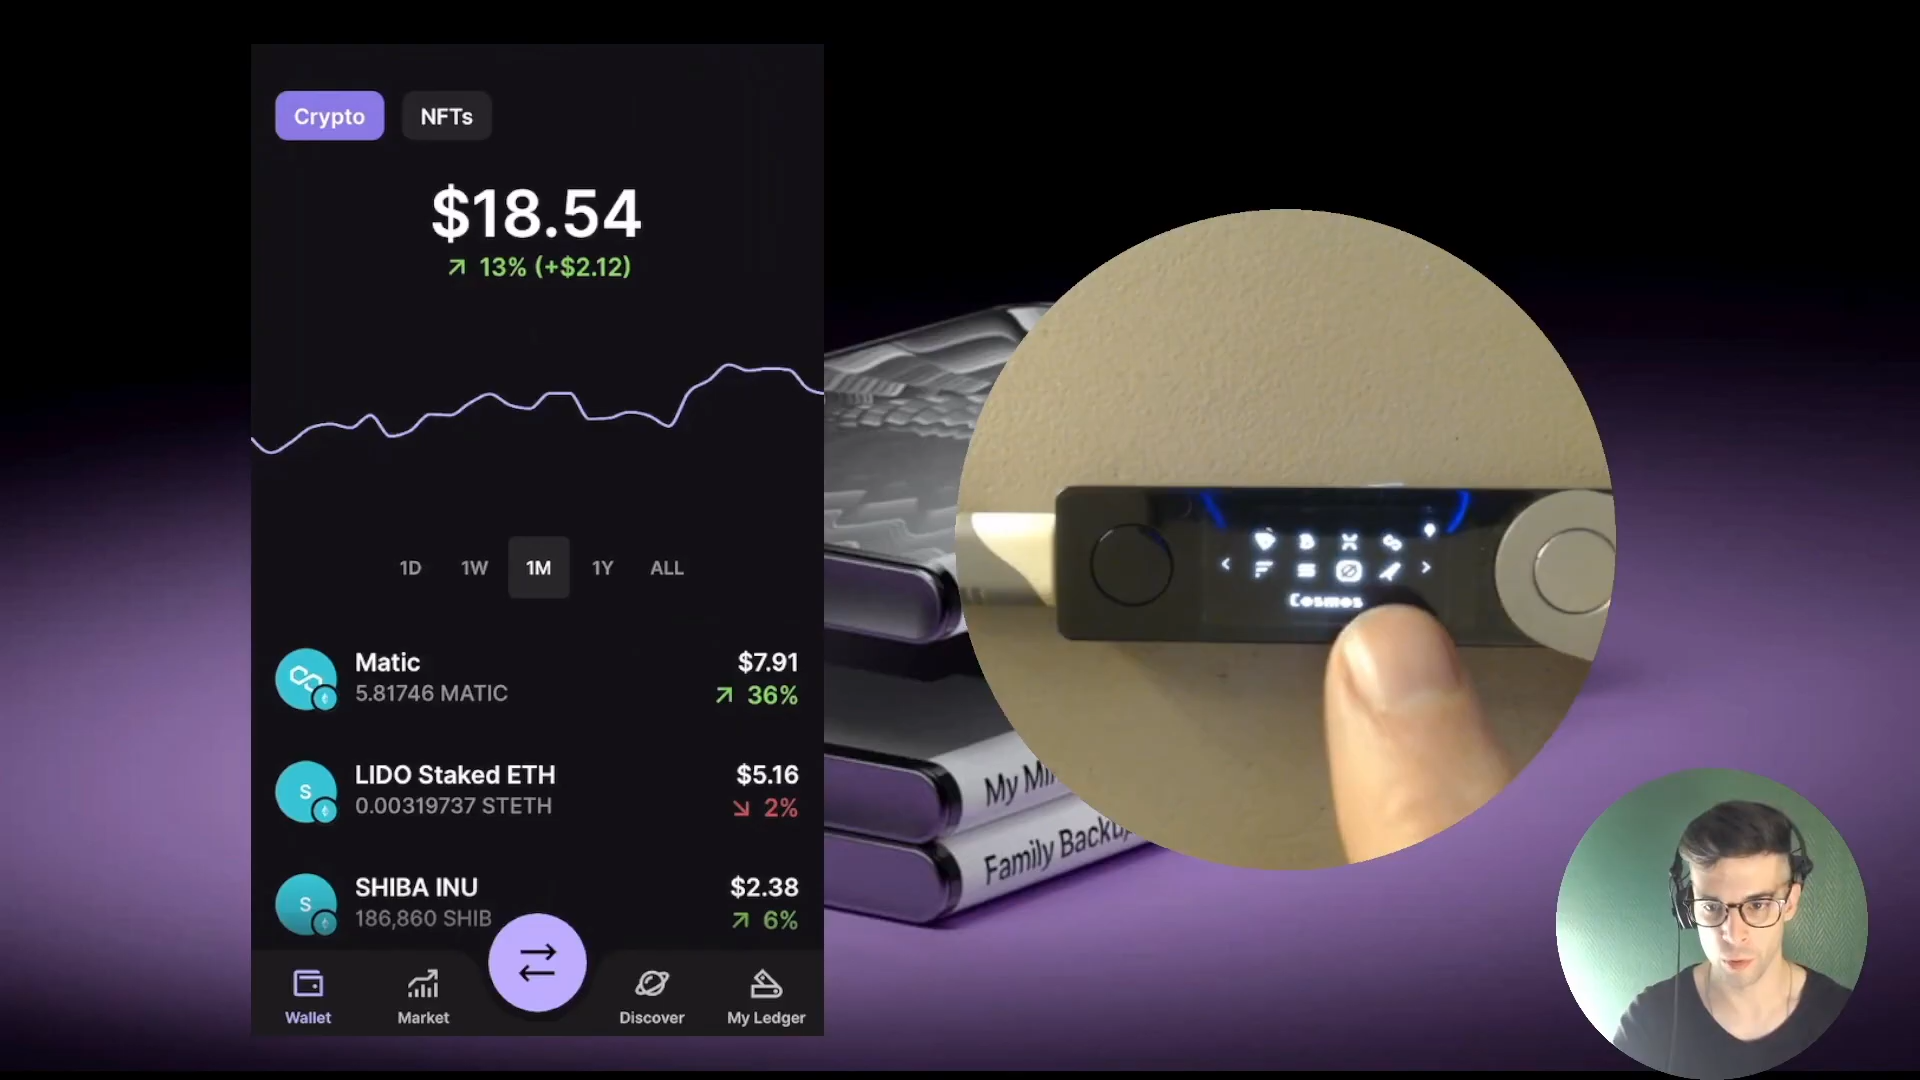 Crypto
NFTs
$18.54
13% (+$2.12)
1D
1W
1M
1Y
ALL
Matic
$7.91
5.81746 MATIC
36%
LIDO Staked ETH
$5.16
0.00319737 STETH
2%
SHIBA INU
$2.38
186,860 SHIB
6%
Wallet
Market
Discover
My Ledger
Cosmos
My
Family
S
S